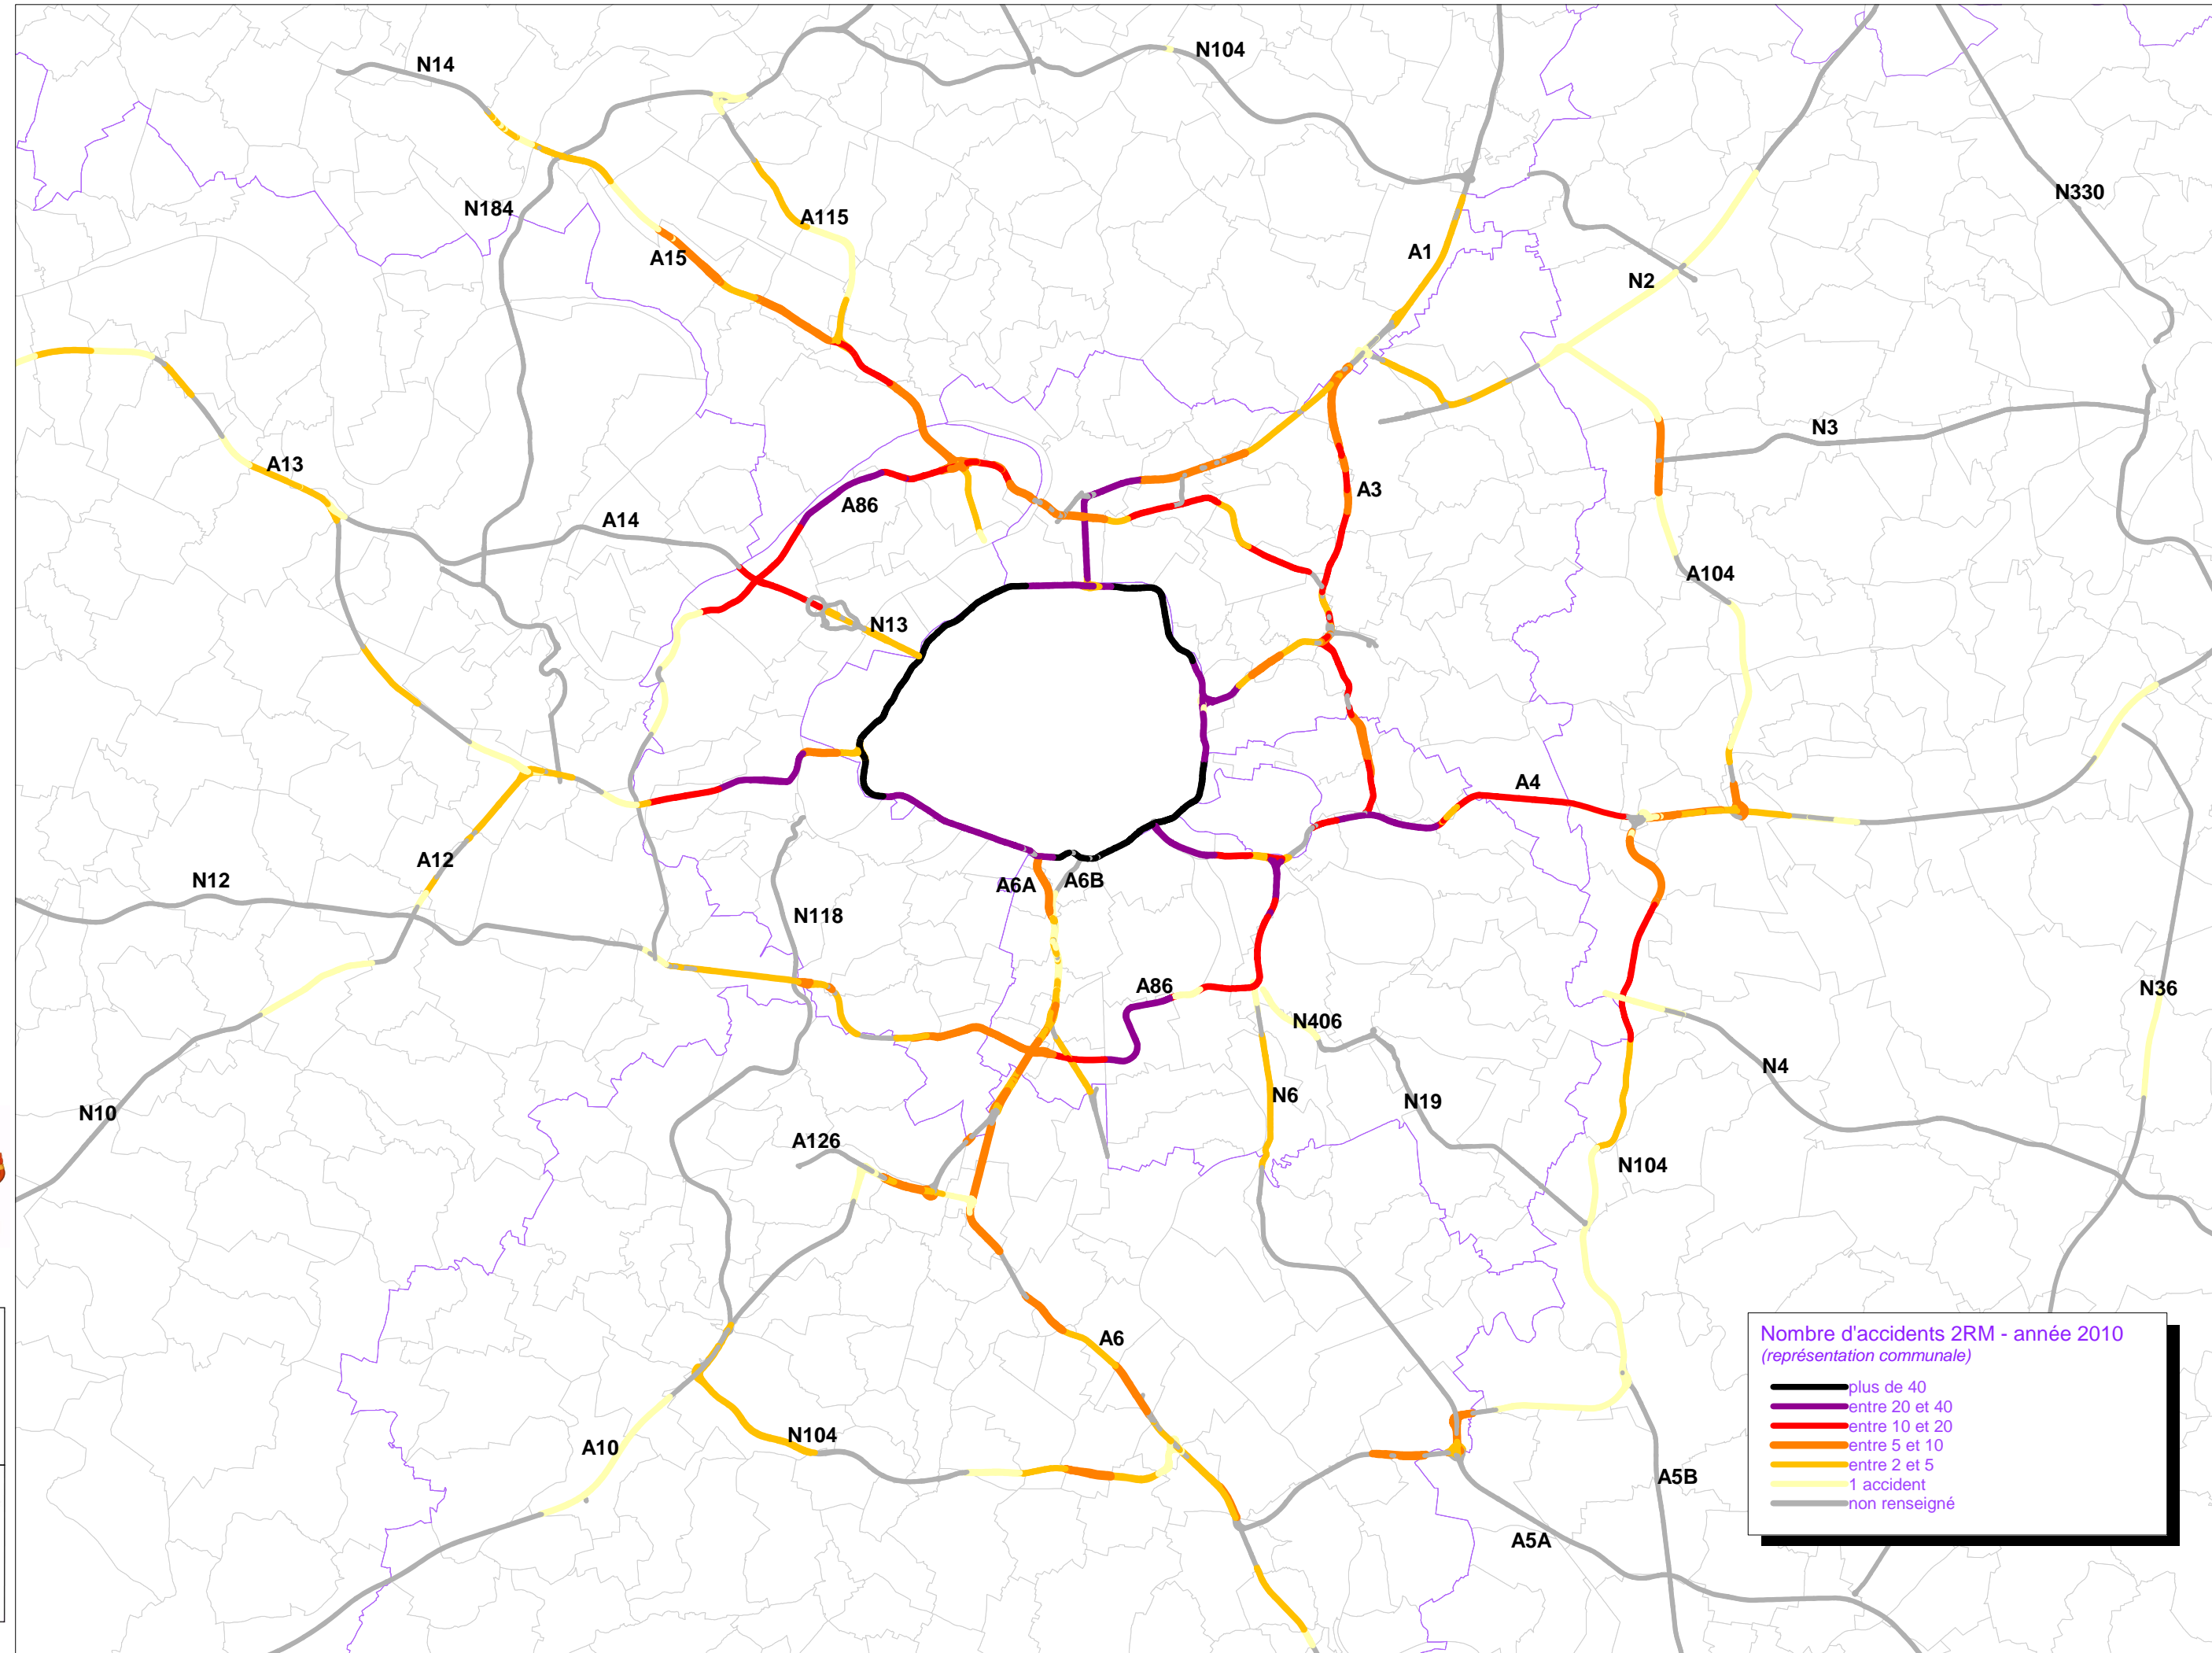 N104
N14
N330
N184
A115
A1
A15
N2
N3
A13
A3
A86
A14
A104
N13
A4
A12
A6A
A6B
N12
N118
A86
N36
N406
N4
N6
N10
N19
A126
N104
Nombre d'accidents 2RM - année 2010
(représentation communale)
A6
plus de 40
entre 20 et 40
entre 10 et 20
entre 5 et 10
entre 2 et 5
1 accident
non renseigné
N104
A10
A5B
A5A